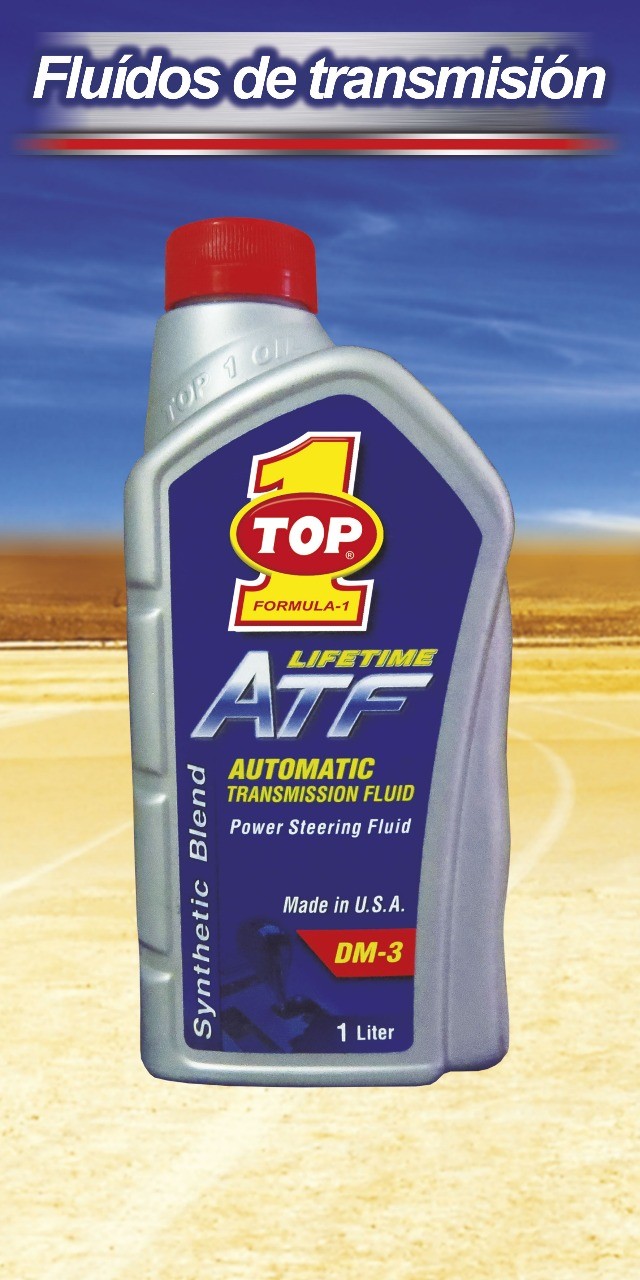 Fluídos de transmisión
TOP 1 OIL
1
TOP®
FORMULA-1
LIFETIME
ATF
AUTOMATIC
TRANSMISSION FLUID
Power Steering Fluid
Synthetic Blend
Made in U.S.A.
DM-3
1 Liter